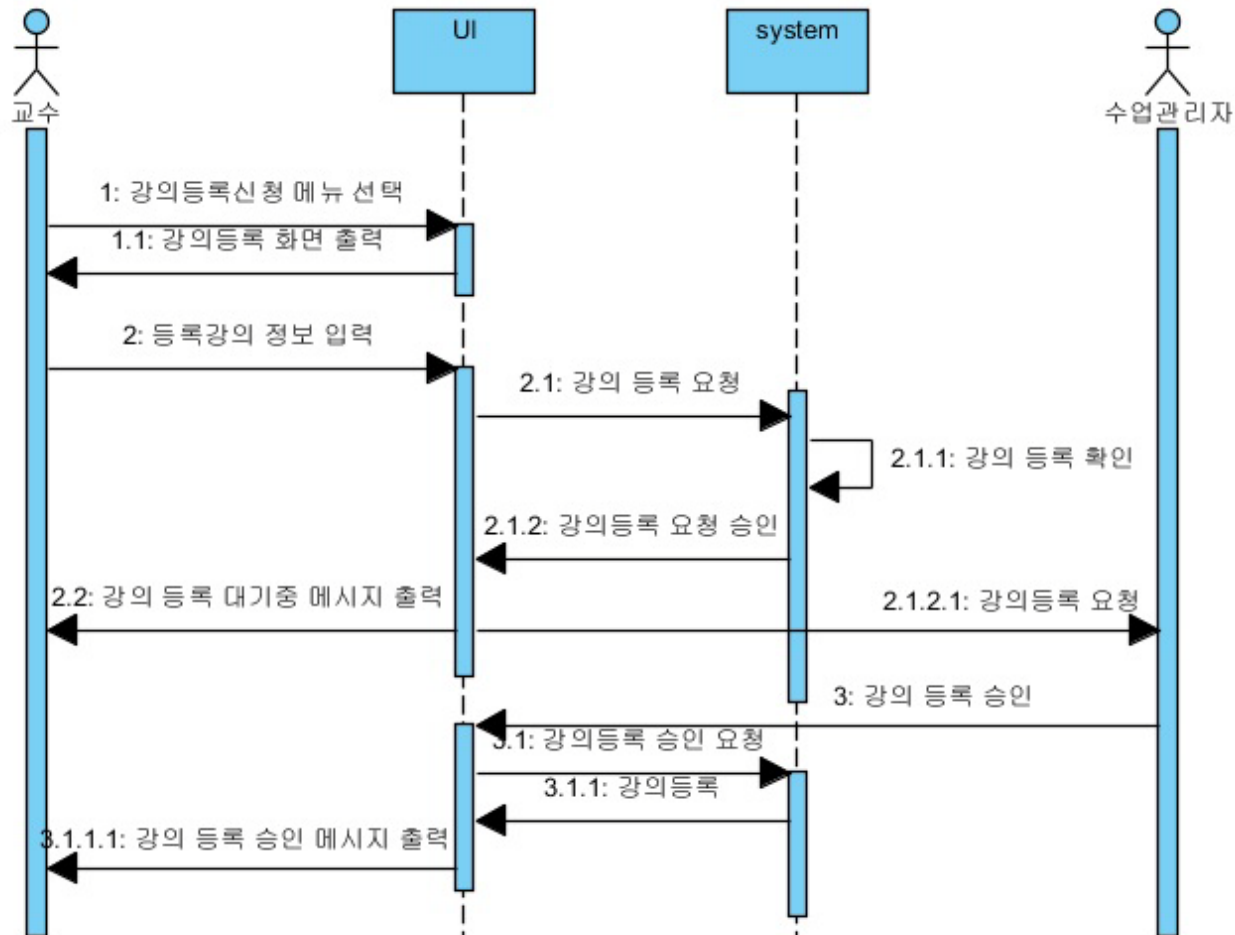 UI
system
교수
수업관리자
1: 강의등록신청 메뉴 선택
1.1: 강의등록 화면 출력
2: 등록강의 정보 입력
2.1: 강의 등록 요청
2.1.1: 강의 등록 확인
2.1.2: 강의등록 요청 승인
2.2: 강의 등록 대기중 메시지 출력
2.1.2.1: 강의등록 요청
3: 강의 등록 승인
3.1: 강의등록 승인 요청
3.1.1: 강의등록
3.1.1.1: 강의 등록 승인 메시지 출력